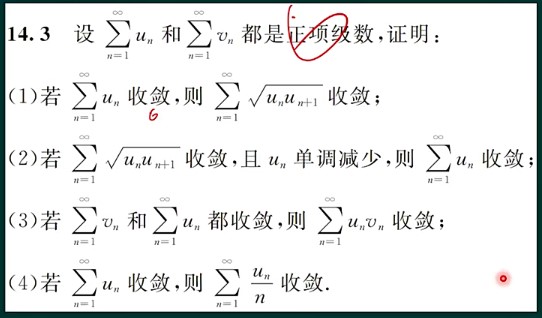 14.3 设 $\sum_{n=1}^{\infty} u_n$ 和 $\sum_{n=1}^{\infty} v_n$ 都是正项级数,证明:
(1)若 $\sum_{n=1}^{\infty} u_n$ 收敛,则 $\sum_{n=1}^{\infty} \sqrt{u_n u_{n+1}}$ 收敛;
(2)若 $\sum_{n=1}^{\infty} \sqrt{u_n u_{n+1}}$ 收敛,且 $u_n$ 单调减少,则 $\sum_{n=1}^{\infty} u_n$ 收敛;
(3)若 $\sum_{n=1}^{\infty} v_n$ 和 $\sum_{n=1}^{\infty} u_n$ 都收敛,则 $\sum_{n=1}^{\infty} u_n v_n$ 收敛;
(4)若 $\sum_{n=1}^{\infty} u_n$ 收敛,则 $\sum_{n=1}^{\infty} \frac{u_n}{n}$ 收敛.